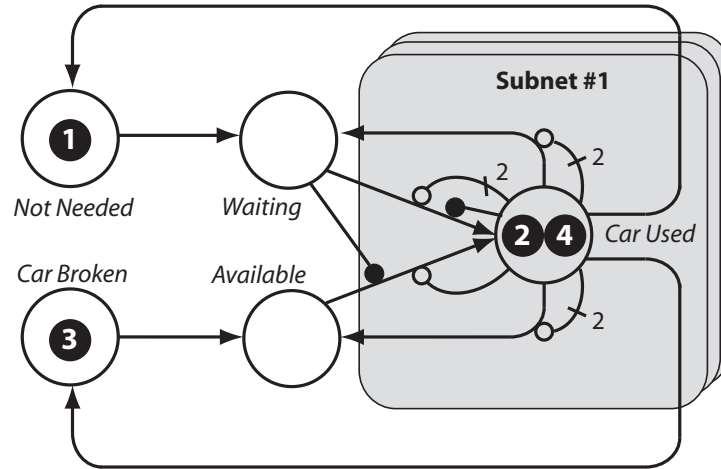 Subnet #1
1
2
2
Not Needed
Waiting
2 4
Car Used
Car Broken
Available
3
2